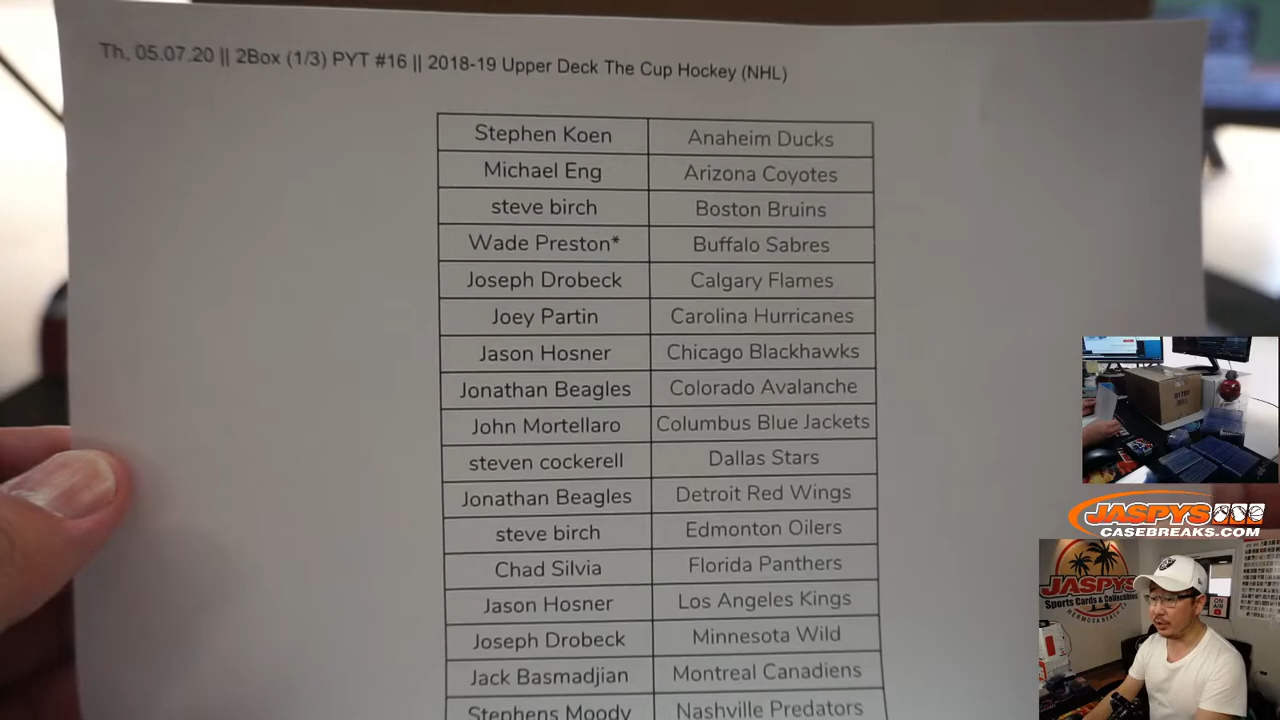 Th, 05.07.20 || 2Box (1/3) PYT #16 || 2018-19 Upper Deck The Cup Hockey (NHL)
Stephen Koen Anaheim Ducks
Michael Eng Arizona Coyotes
steve birch Boston Bruins
Wade Preston* Buffalo Sabres
Joseph Drobeck Calgary Flames
Joey Partin Carolina Hurricanes
Jason Hosner Chicago Blackhawks
Jonathan Beagles Colorado Avalanche
John Mortellaro Columbus Blue Jackets
steven cockerell Dallas Stars
Jonathan Beagles Detroit Red Wings
steve birch Edmonton Oilers
Chad Silvia Florida Panthers
Jason Hosner Los Angeles Kings
Joseph Drobeck Minnesota Wild
Jack Basmadjian Montreal Canadiens
Stephens Moody Nashville Predators
JASPYS
CASEBREAKS.COM
JASPYS
Sports Cards & Collectibles
HERMOSA BEACH, CA
ON AIR